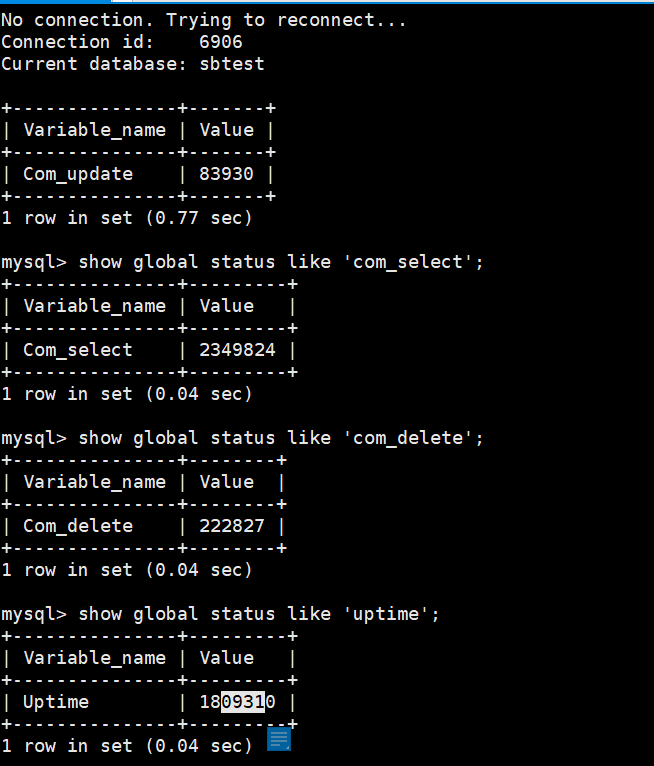 No connection. Trying to reconnect...
Connection id:    6906
Current database: sbtest
+---------------+-------+
| Variable_name | Value |
+---------------+-------+
| Com_update    | 83930 |
+---------------+-------+
1 row in set (0.77 sec)
mysql> show global status like 'com_select';
+---------------+---------+
| Variable_name | Value   |
+---------------+---------+
| Com_select    | 2349824 |
+---------------+---------+
1 row in set (0.04 sec)
mysql> show global status like 'com_delete';
+---------------+--------+
| Variable_name | Value  |
+---------------+--------+
| Com_delete    | 222827 |
+---------------+--------+
1 row in set (0.04 sec)
mysql> show global status like 'uptime';
+---------------+---------+
| Variable_name | Value   |
+---------------+---------+
| Uptime        | 1809310 |
+---------------+---------+
1 row in set (0.04 sec)